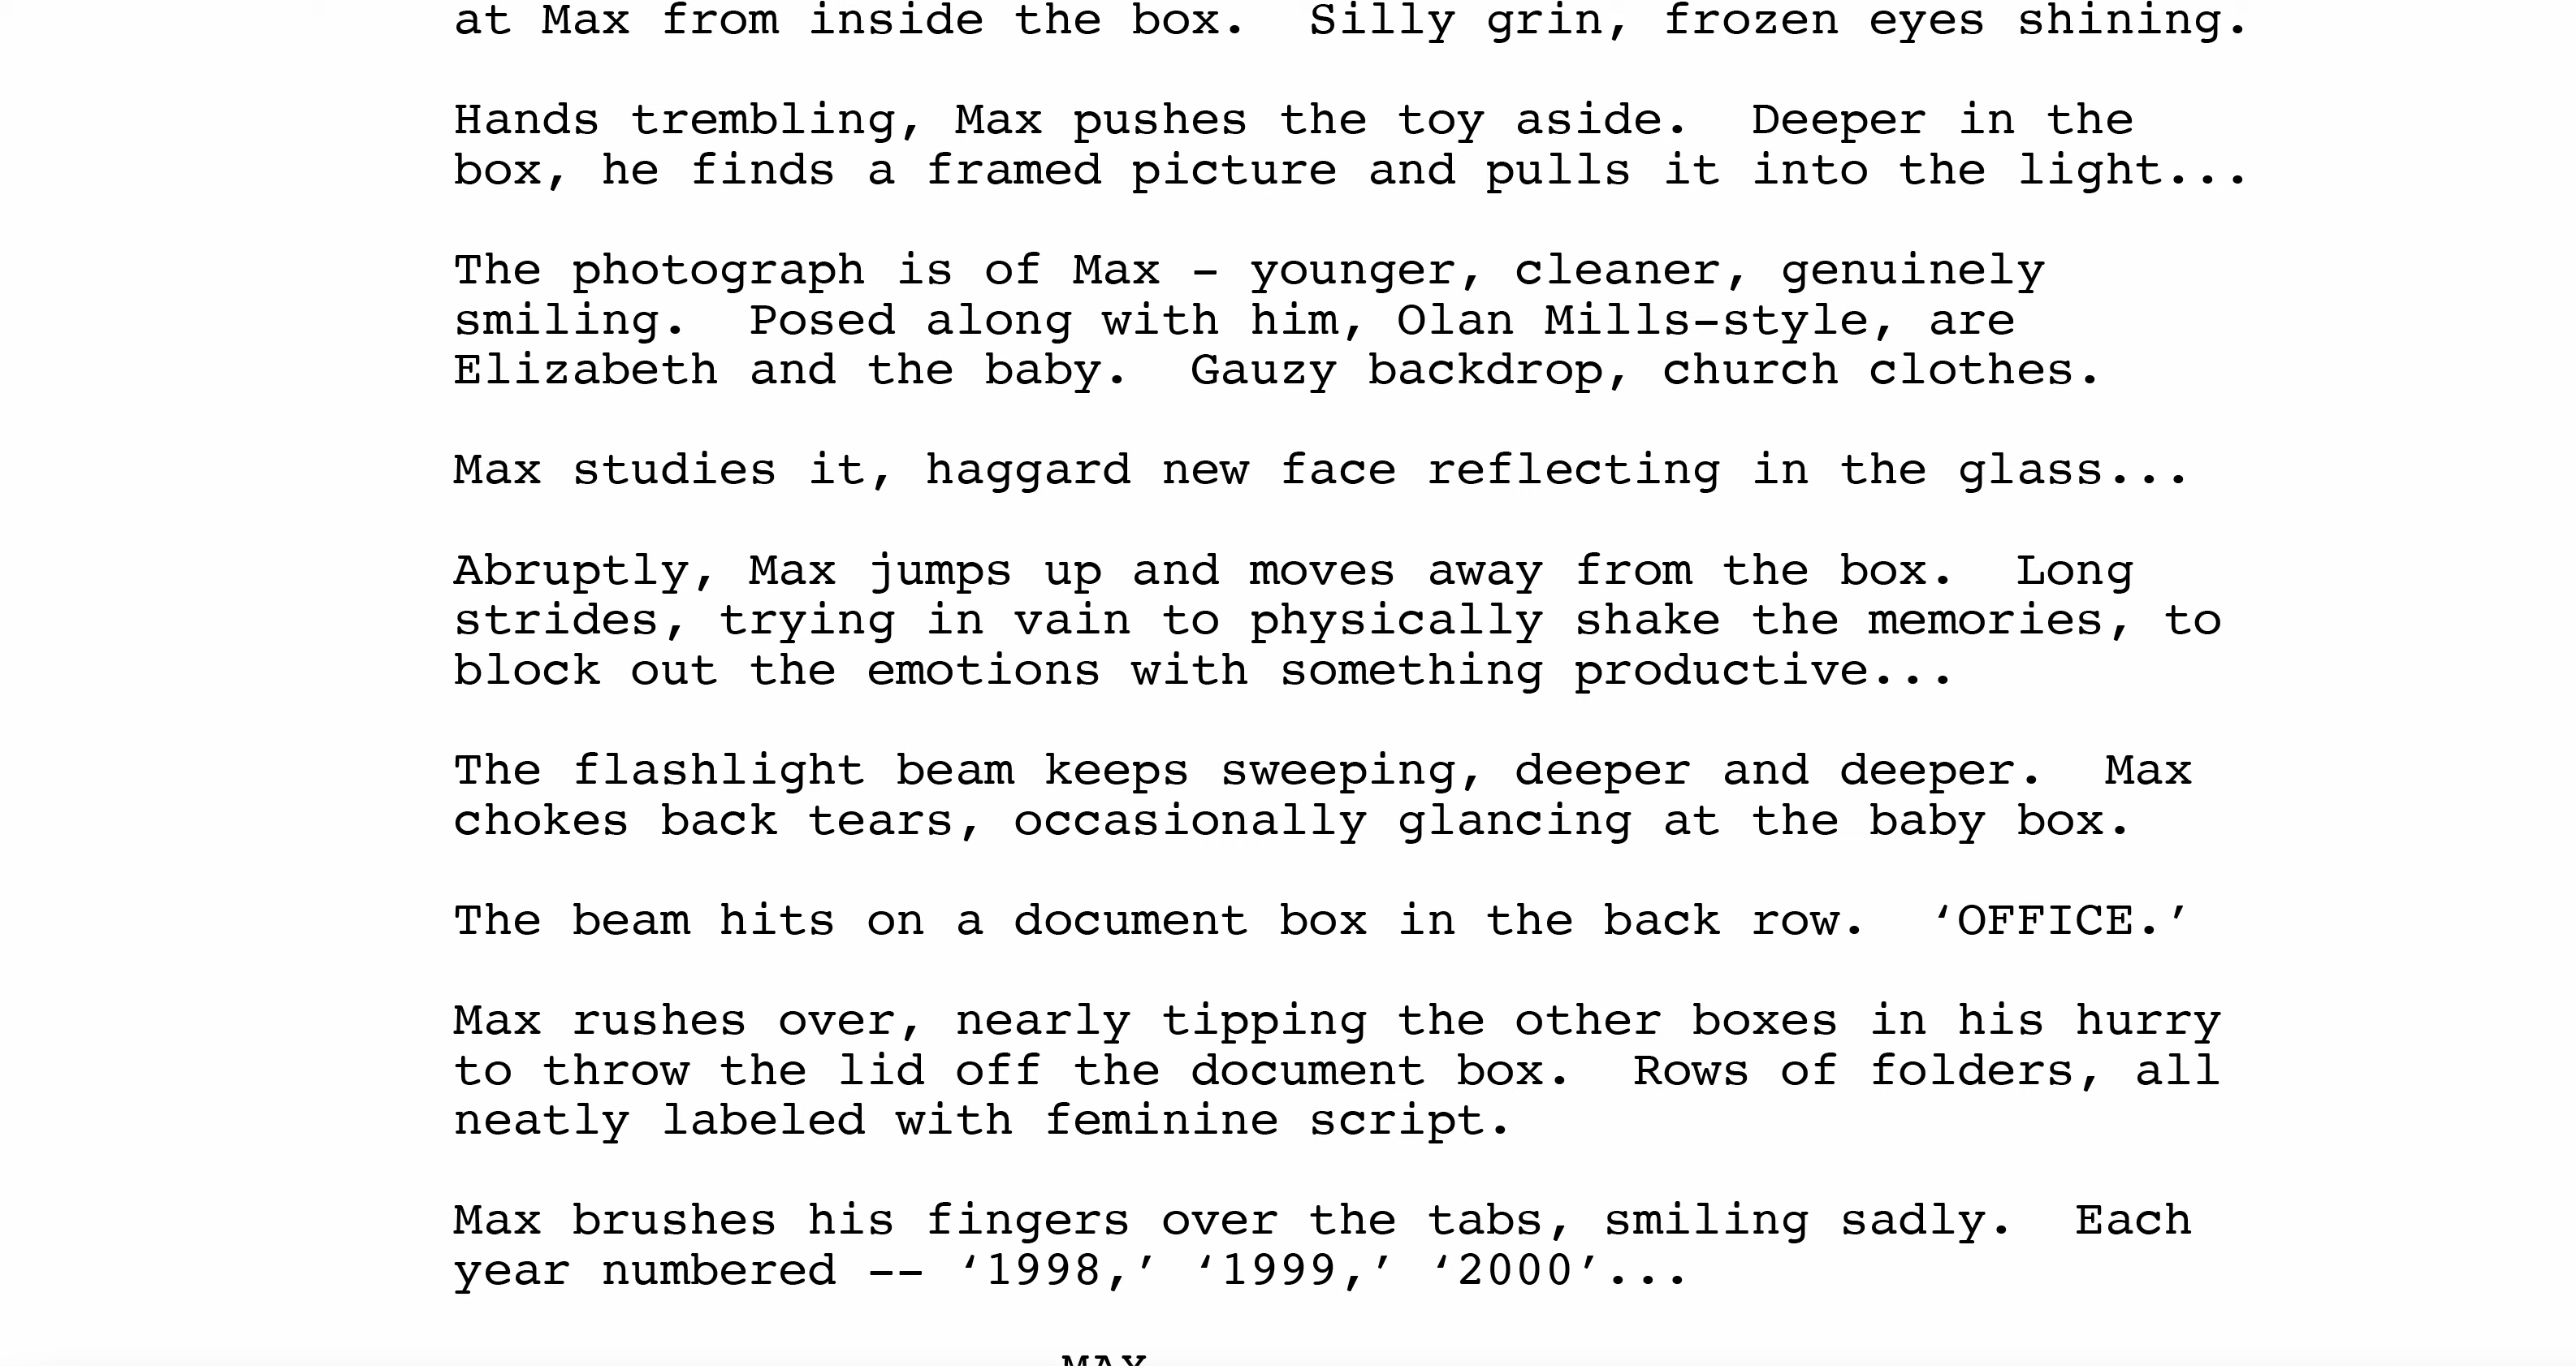 at Max from inside the box.  Silly grin, frozen eyes shining.
Hands trembling, Max pushes the toy aside.  Deeper in the
box, he finds a framed picture and pulls it into the light...
The photograph is of Max – younger, cleaner, genuinely
smiling.  Posed along with him, Olan Mills-style, are
Elizabeth and the baby.  Gauzy backdrop, church clothes.
Max studies it, haggard new face reflecting in the glass...
Abruptly, Max jumps up and moves away from the box.  Long
strides, trying in vain to physically shake the memories, to
block out the emotions with something productive...
The flashlight beam keeps sweeping, deeper and deeper.  Max
chokes back tears, occasionally glancing at the baby box.
The beam hits on a document box in the back row.  ‘OFFICE.’
Max rushes over, nearly tipping the other boxes in his hurry
to throw the lid off the document box.  Rows of folders, all
neatly labeled with feminine script.
Max brushes his fingers over the tabs, smiling sadly.  Each
year numbered -- ‘1998,’ ‘1999,’ ‘2000’...
MAX